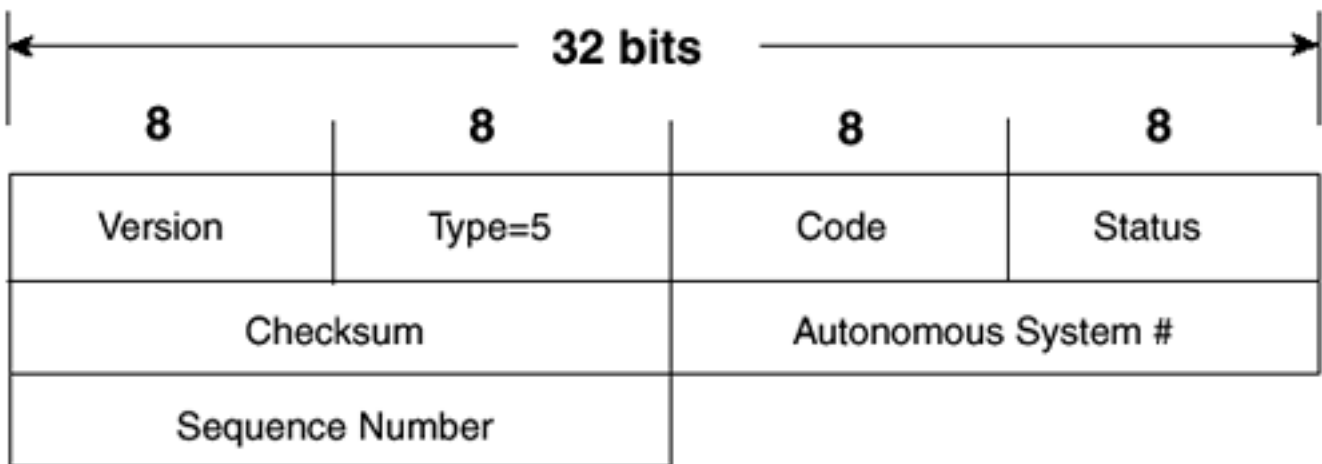 32 bits
8 8 8 8
Version Type=5 Code Status
Checksum Autonomous System #
Sequence Number